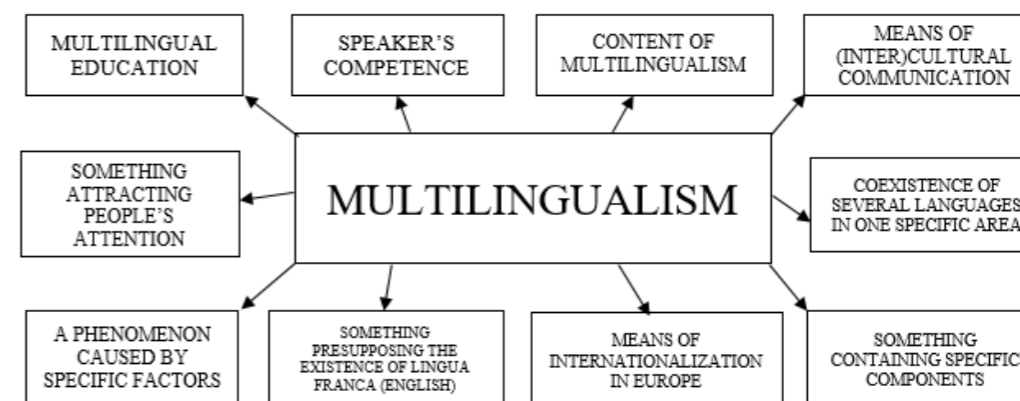 MULTILINGUAL
EDUCATION
SPEAKER'S
COMPETENCE
CONTENT OF
MULTILINGUALISM
MEANS OF
(INTER)CULTURAL
COMMUNICATION
SOMETHING
ATTRACTING
PEOPLE'S
ATTENTION
MULTILINGUALISM
COEXISTENCE OF
SEVERAL LANGUAGES
IN ONE SPECIFIC AREA
A PHENOMENON
CAUSED BY
SPECIFIC FACTORS
SOMETHING
PRESUPPOSING THE
EXISTENCE OF LINGUA
FRANCA (ENGLISH)
MEANS OF
INTERNATIONALIZATION
IN EUROPE
SOMETHING
CONTAINING SPECIFIC
COMPONENTS